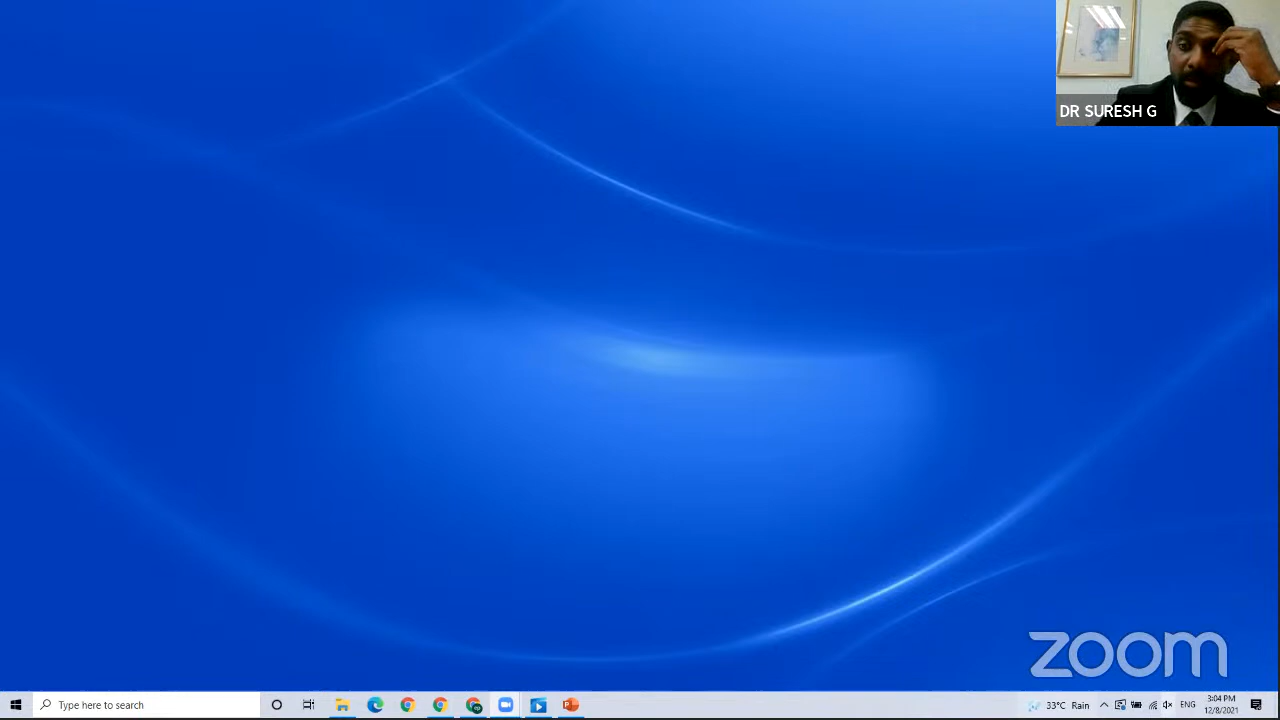 DR SURESH G
zoom
Type here to search
33°C Rain
ENG
3:04 PM
12/8/2021